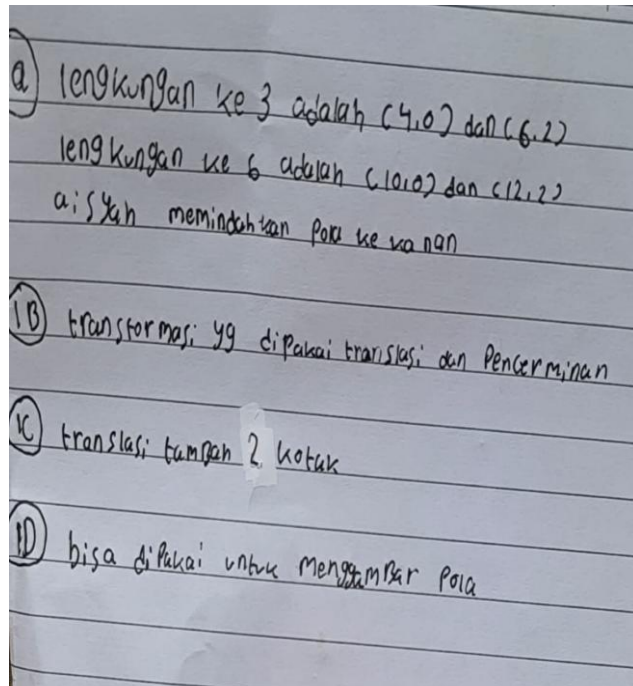 a lengkungan ke 3 adalah (4,0) dan (6,2)
lengkungan ke 6 adalah (10,0) dan (12,2)
aisyah memindahkan pola ke kanan
1B transformasi yg dipakai translasi dan Pencerminan
1C translasi tambah 2 kotak
1D bisa dipakai untuk menggambar pola